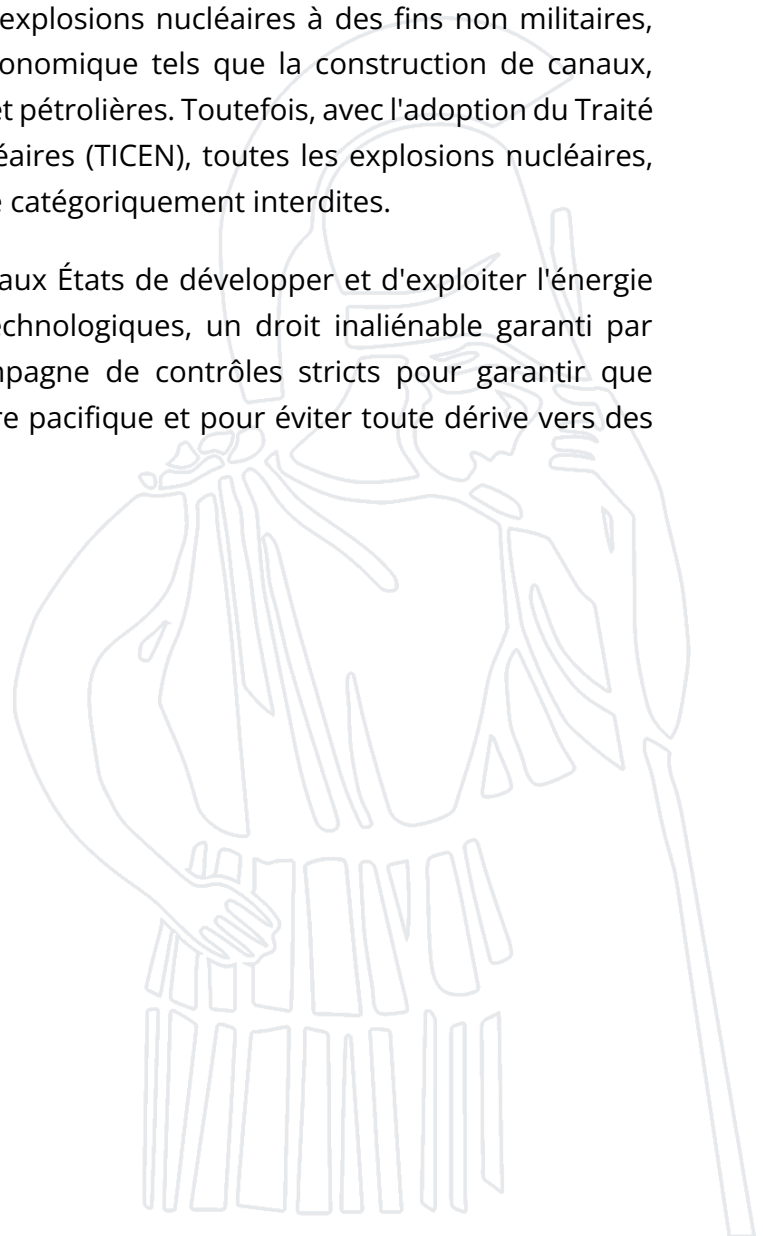 explosions nucléaires à des fins non militaires,
onomique tels que la construction de canaux,
et pétrolières. Toutefois, avec l'adoption du Traité
éaires (TICEN), toutes les explosions nucléaires,
e catégoriquement interdites.
aux États de développer et d'exploiter l'énergie
echnologiques, un droit inaliénable garanti par
mpagne de contrôles stricts pour garantir que
re pacifique et pour éviter toute dérive vers des